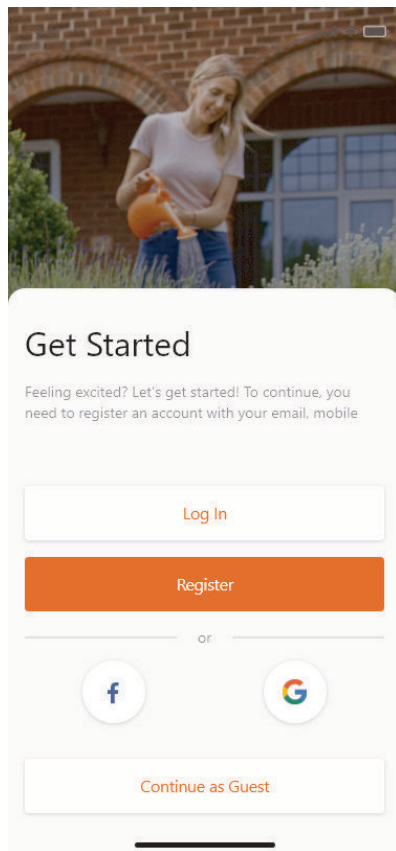 Get Started
Feeling excited? Let's get started! To continue, you
need to register an account with your email, mobile
Log In
Register
or
f
G
Continue as Guest